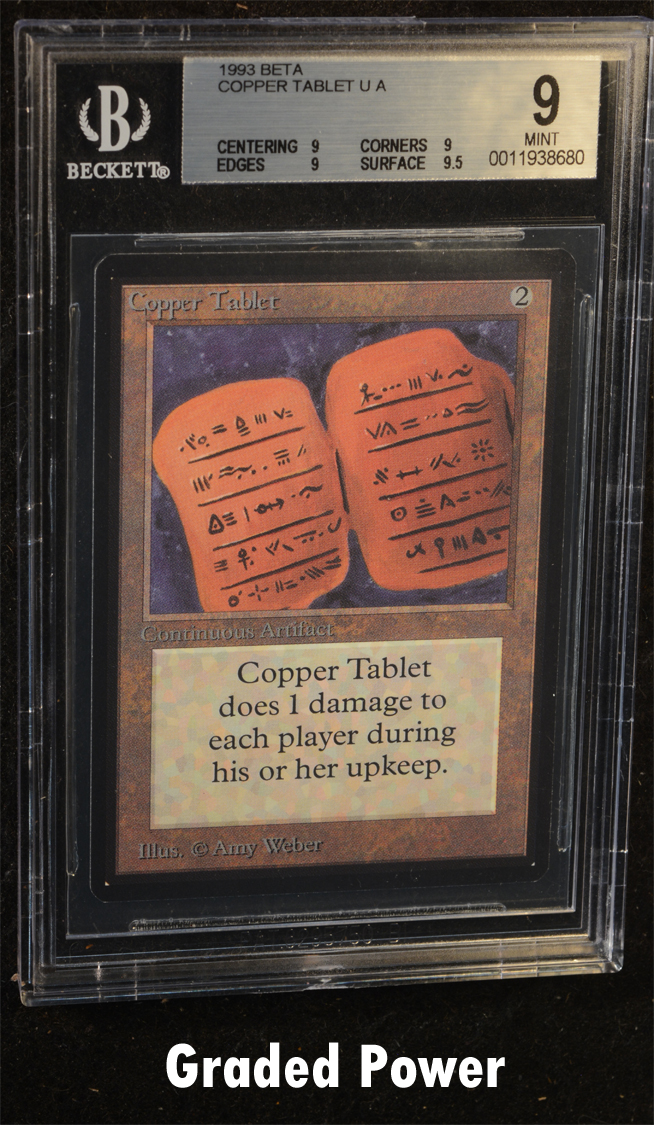 1993 BETA
COPPER TABLET U A
9
MINT
CENTERING 9 CORNERS 9
EDGES 9 SURFACE 9.5
0011938680
B
BECKETT®
Copper Tablet 2
Continuous Artifact
Copper Tablet
does 1 damage to
each player during
his or her upkeep.
Illus. © Amy Weber
Graded Power